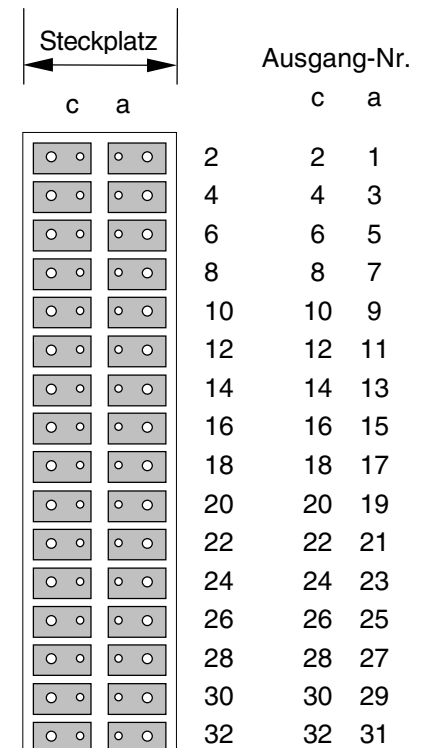 Steckplatz
Ausgang-Nr.
c a c a
2 2 1
4 4 3
6 6 5
8 8 7
10 10 9
12 12 11
14 14 13
16 16 15
18 18 17
20 20 19
22 22 21
24 24 23
26 26 25
28 28 27
30 30 29
32 32 31